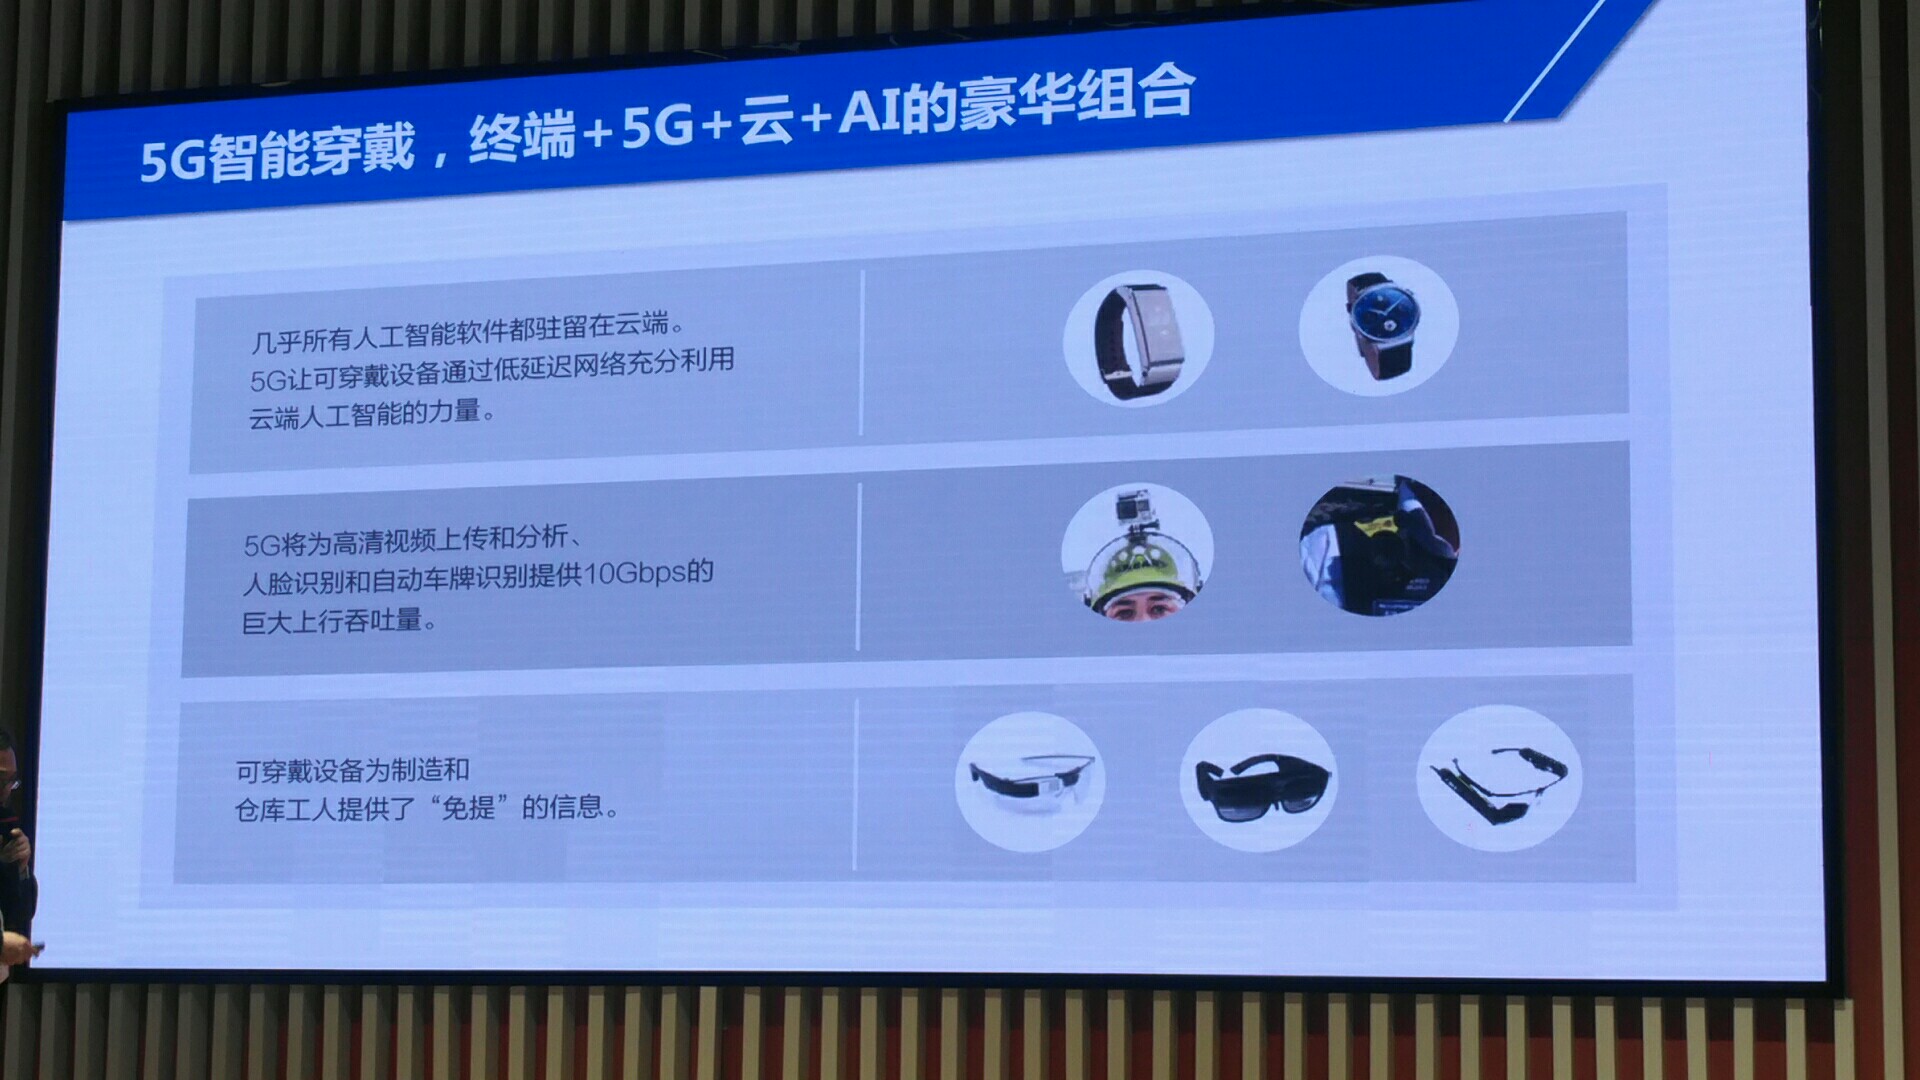 5G智能穿戴，终端+5G+云+AI的豪华组合
几乎所有人工智能软件都驻留在云端。
5G让可穿戴设备通过低延迟网络充分利用
云端人工智能的力量。
5G将为高清视频上传和分析、
人脸识别和自动车牌识别提供10Gbps的
巨大上行吞吐量。
可穿戴设备为制造和
仓库工人提供了“免提”的信息。